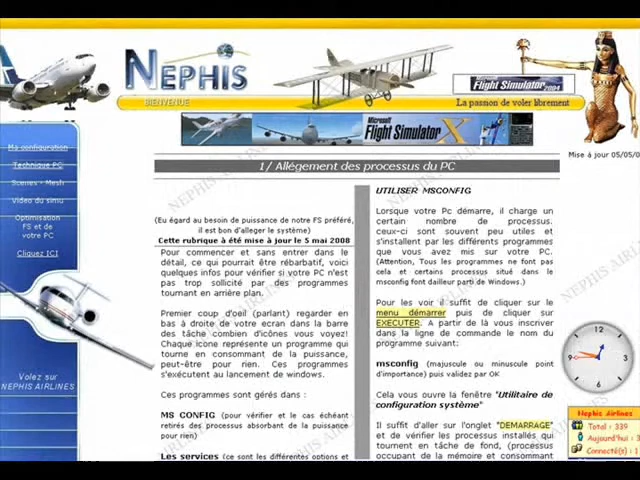 NEPHIS
BIENVENUE
Microsoft
Flight Simulator 2004
La passion de voler librement
Microsoft
Flight Simulator X
Mise à jour 05/05/0
Ma configuration
Technique PC
Scenes - Mesh
Video du simu
Optimisation
FS et de
votre PC
Cliquez ICI
Volez sur
NEPHIS AIRLINES
1/ Allégement des processus du PC
(Eu égard au besoin de puissance de notre FS préféré,
il est bon d'alleger le système)
Cette rubrique à été mise à jour le 5 mai 2008
Pour commencer et sans entrer dans le
détail, ce qui pourrait être rébarbatif, voici
quelques infos pour vérifier si votre PC n'est
pas trop sollicité par des programmes
tournant en arrière plan.
Premier coup d'oeil (parlant) regarder en
bas à droite de votre ecran dans la barre
des tâche combien d'icônes vous voyez!
Chaque icone représente un programme qui
tourne en consommant de la puissance,
peut-être pour rien. Ces programmes
s'exécutent au lancement de windows.
Ces programmes sont gérés dans :
MS CONFIG (pour vérifier et le cas échéant
retirés des processus absorbant de la puissance
pour rien)
Les services (ce sont les différentes options et
UTILISER MSCONFIG
Lorsque votre Pc démarre, il charge un
certain nombre de processus.
ceux-ci sont souvent peu utiles et
s'installent par les différents programmes
que vous avez mis sur votre PC.
(Attention, Tous les programmes ne font pas
cela et certains processus situé dans le
msconfig font dailleur parti de Windows.)
Pour les voir il suffit de cliquer sur le
menu démarrer puis de cliquer sur
EXECUTER. A partir de là vous inscriver
dans la ligne de commande le nom du
programme suivant:
msconfig (majuscule ou minuscule point
d'importance) puis validez par OK
Cela vous ouvre la fenêtre "Utilitaire de
configuration système"
Il suffit d'aller sur l'onglet "DEMARRAGE"
et de vérifier les processus installés qui
tournent en tâche de fond, (processus
occupant de la mémoire et consommant
12
3
6
9
Nephis Airlines
Total : 339
Aujourd'hui : 3
Connecté(s) : 1
NEPHIS AIRLINES